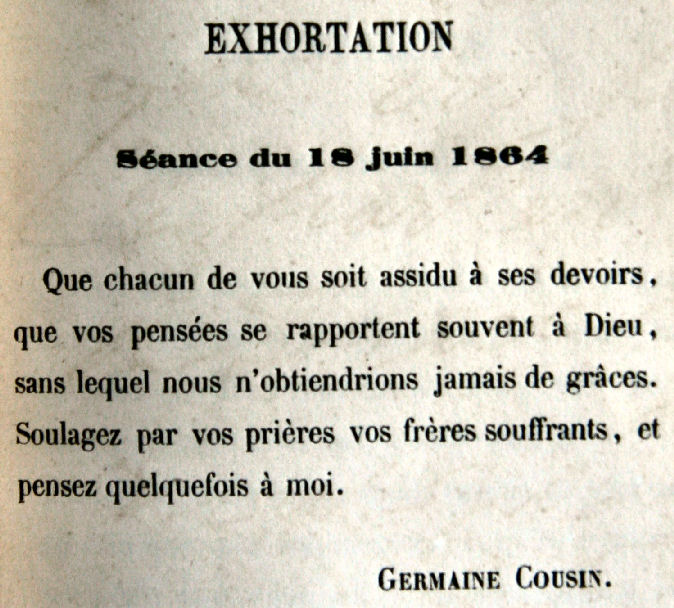 EXHORTATION
Séance du 18 juin 1864
Que chacun de vous soit assidu à ses devoirs,
que vos pensées se rapportent souvent à Dieu,
sans lequel nous n'obtiendrions jamais de grâces.
Soulagez par vos prières vos frères souffrants, et
pensez quelquefois à moi.
GERMAINE COUSIN.